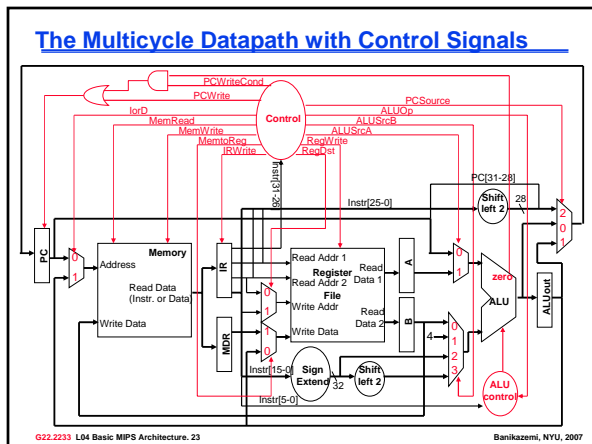 The Multicycle Datapath with Control Signals
PCWriteCond
PCWrite
IorD
MemRead
MemWrite
MemtoReg
IRWrite
Control
PCSource
ALUOp
ALUSrcB
ALUSrcA
RegWrite
RegDst
Instr[31-26]
PC[31-28]
Instr[25-0]
Shift
left 2
28
2
0
1
PC
0
1
Memory
Address
Read Data
(Instr. or Data)
Write Data
IR
MDR
Read Addr 1
Read Addr 2
Register
File
Read
Data 1
Write Addr
Read
Data 2
Write Data
0
1
1
0
A
B
0
1
4
0
1
2
3
zero
ALU
ALUout
Instr[15-0]
Sign
Extend
32
Shift
left 2
Instr[5-0]
ALU
control
G22.2233 L04 Basic MIPS Architecture. 23
Banikazemi, NYU, 2007